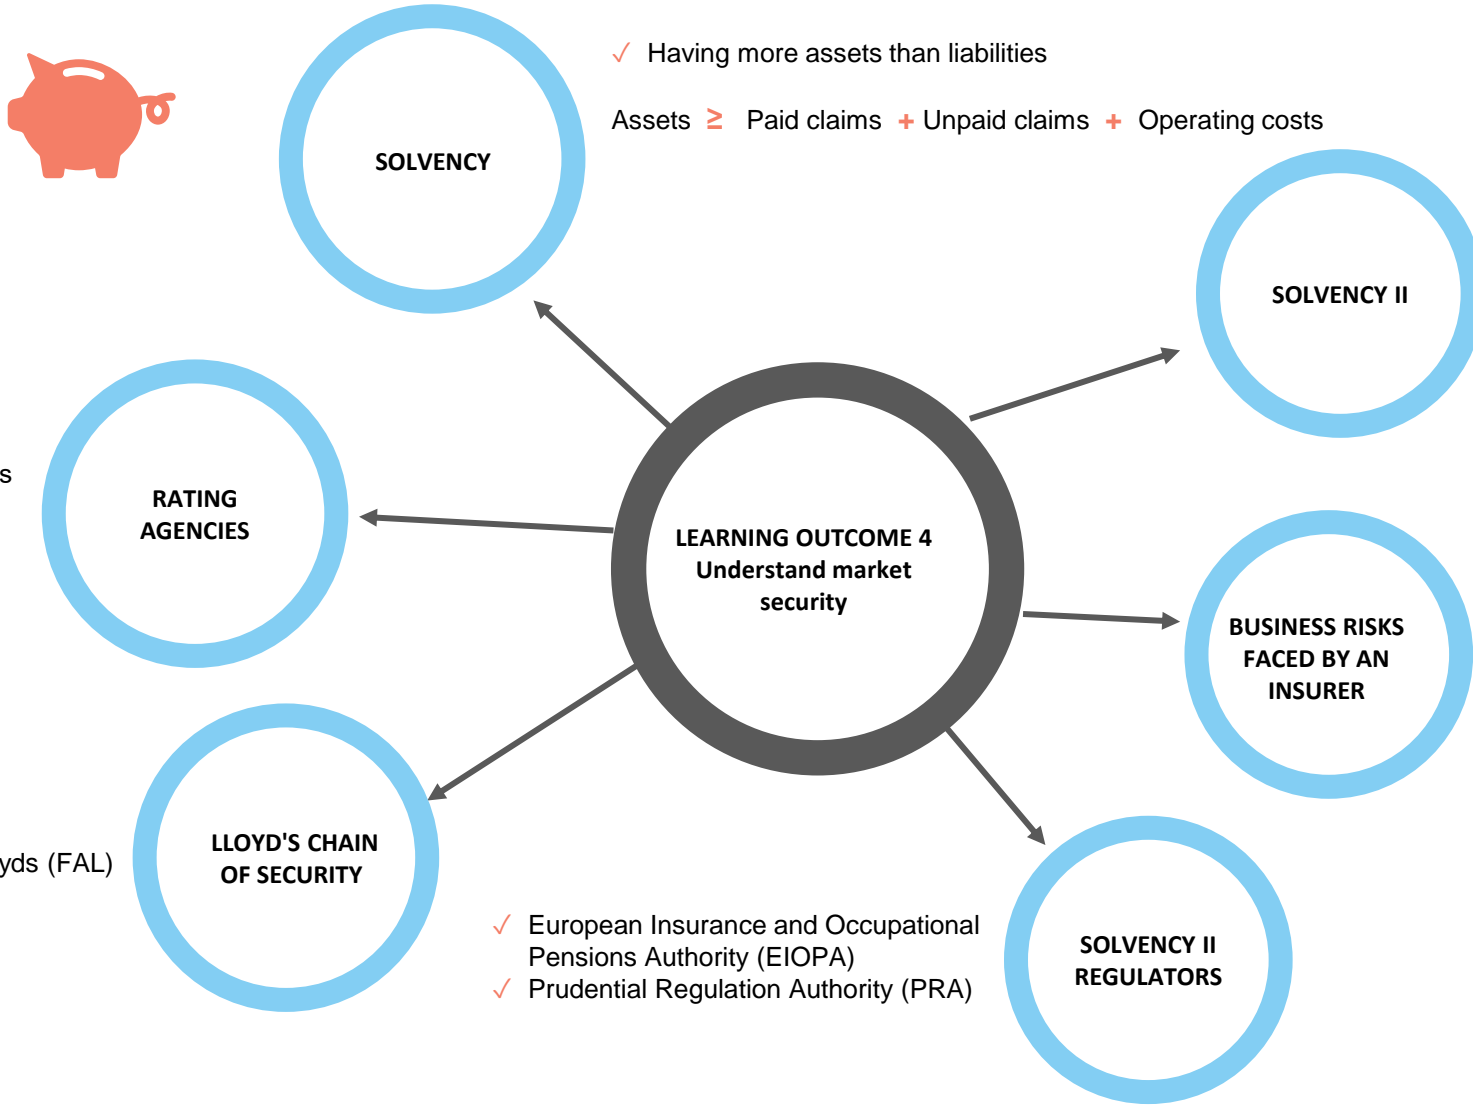 ✓ Having more assets than liabilities
Assets ≥ Paid claims + Unpaid claims + Operating costs
SOLVENCY
SOLVENCY II
RATING
AGENCIES
LEARNING OUTCOME 4
Understand market
security
BUSINESS RISKS
FACED BY AN
INSURER
LLOYD'S CHAIN
OF SECURITY
(FAL)
✓ European Insurance and Occupational
Pensions Authority (EIOPA)
✓ Prudential Regulation Authority (PRA)
SOLVENCY II
REGULATORS